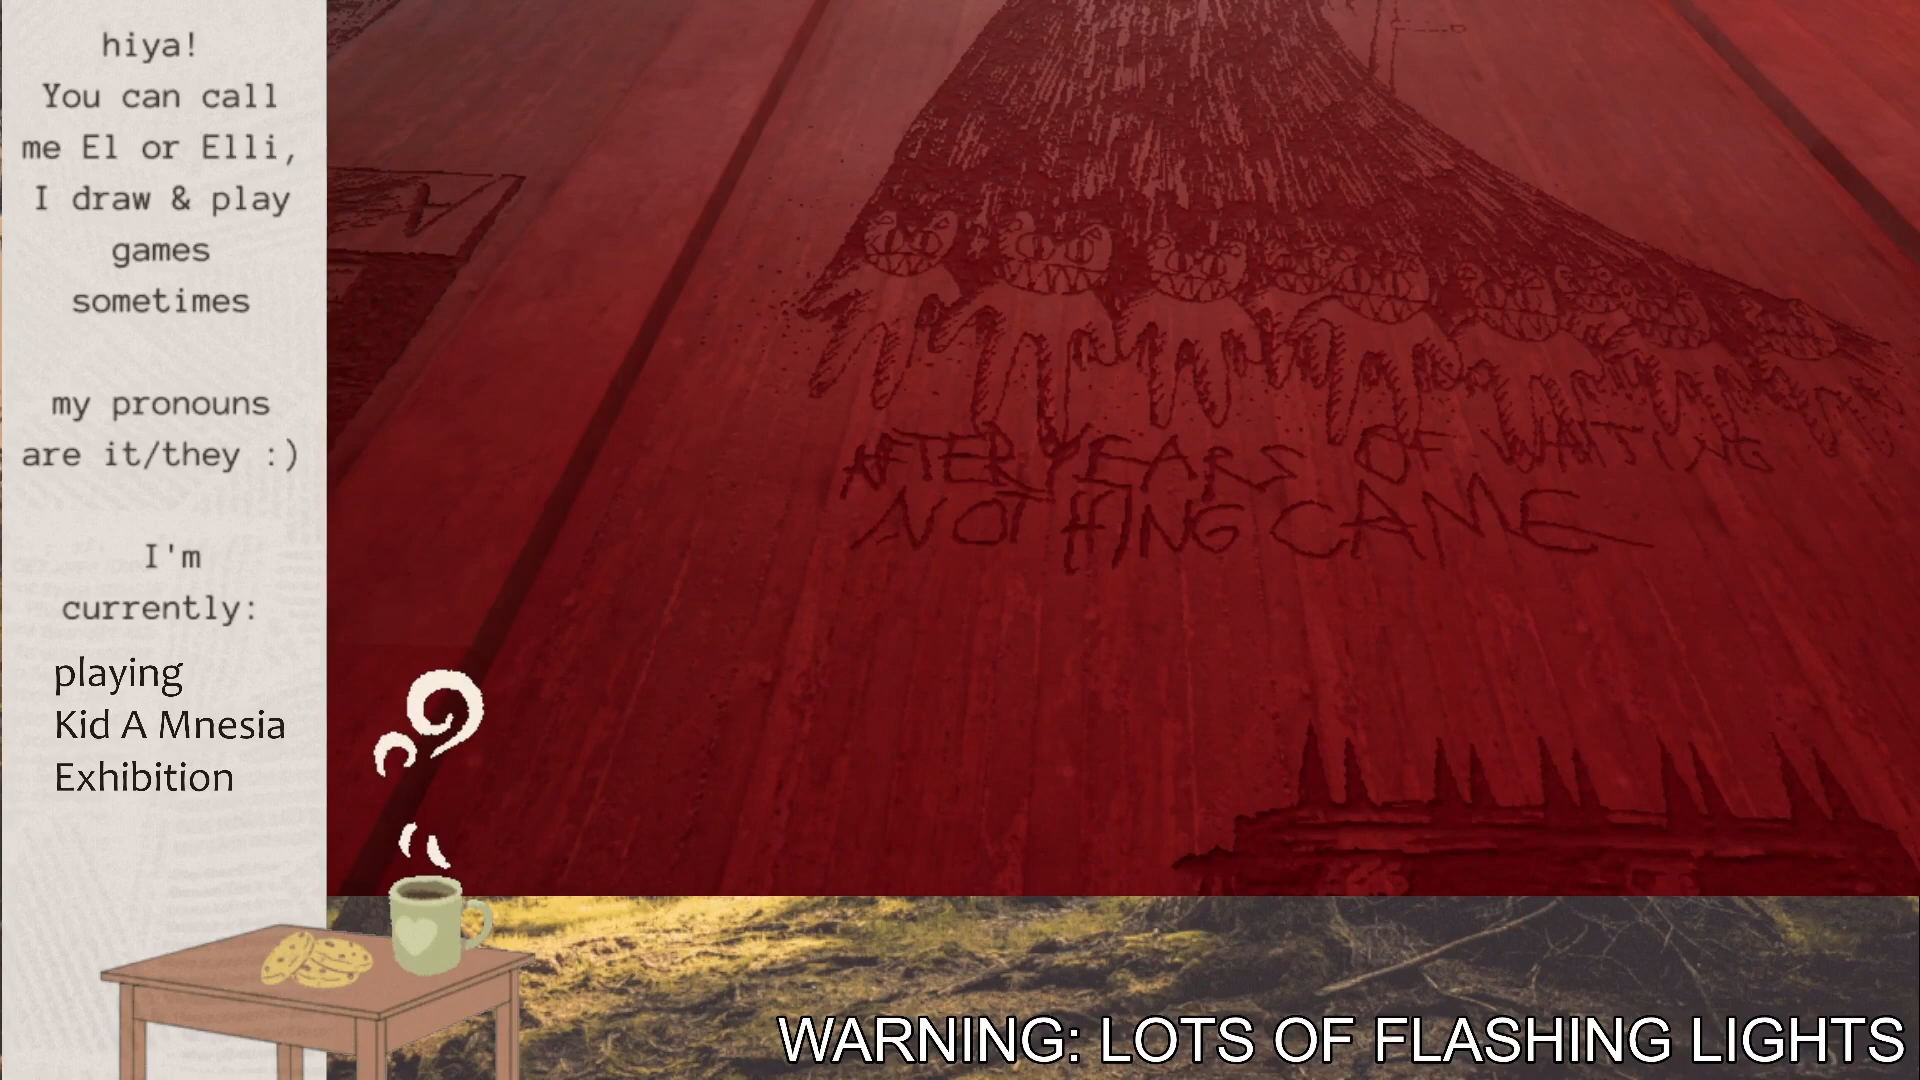 hiya!
You can call
me El or Elli,
I draw & play
games
sometimes
my pronouns
are it/they :)
I'm
currently:
playing
Kid A Mnesia
Exhibition
AFTER YEARS OF WAITING
NOTHING CAME
WARNING: LOTS OF FLASHING LIGHTS